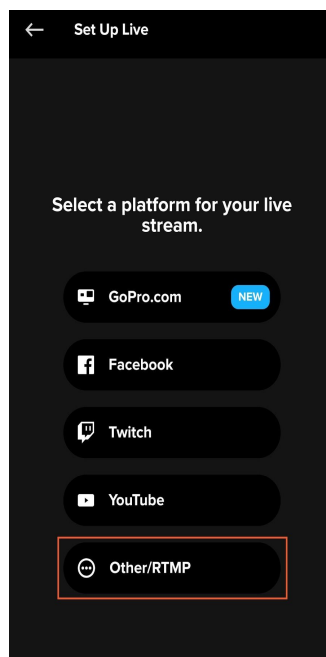 Set Up Live
Select a platform for your live
stream.
GoPro.com NEW
Facebook
Twitch
YouTube
Other/RTMP